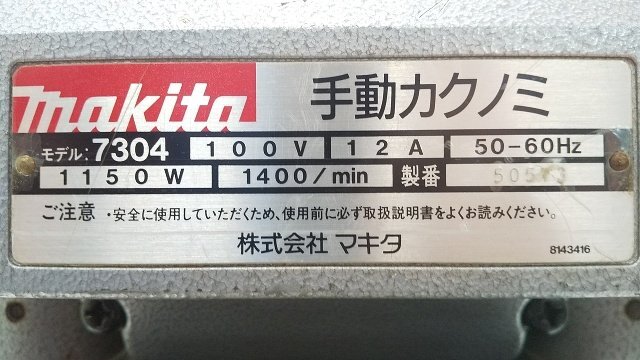 makita 手動カクノミ
モデル:7304 100V 12A 50-60Hz
1150W 1400/min 製番
ご注意 ・安全に使用していただくため、使用前に必ず取扱説明書をよくお読みください。
株式会社 マキタ 8143416